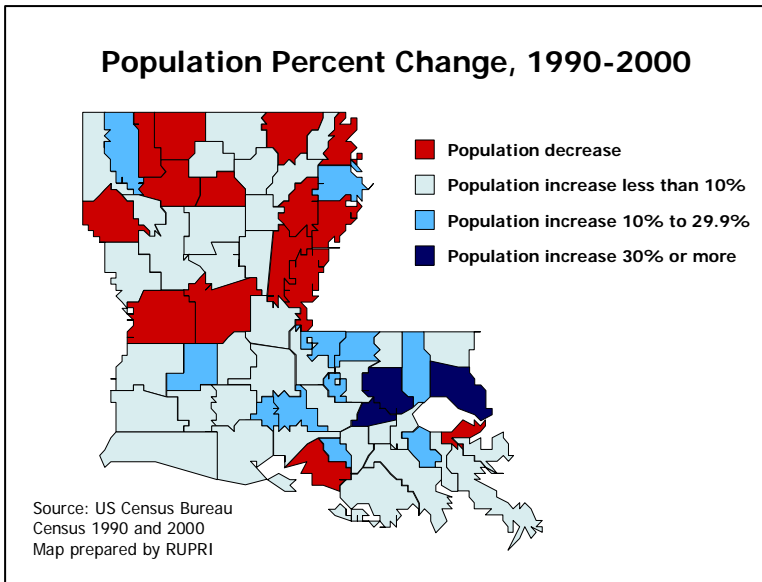 Population Percent Change, 1990-2000
Population decrease
Population increase less than 10%
Population increase 10% to 29.9%
Population increase 30% or more
Source: US Census Bureau
Census 1990 and 2000
Map prepared by RUPRI